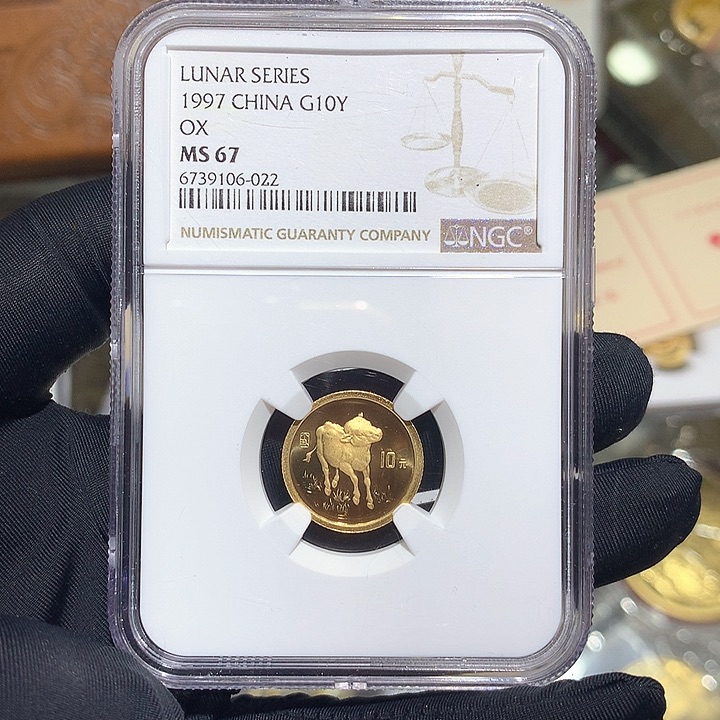 LUNAR SERIES
1997 CHINA G10Y
OX
MS 67
6739106-022
NUMISMATIC GUARANTY COMPANY NGC®
10元